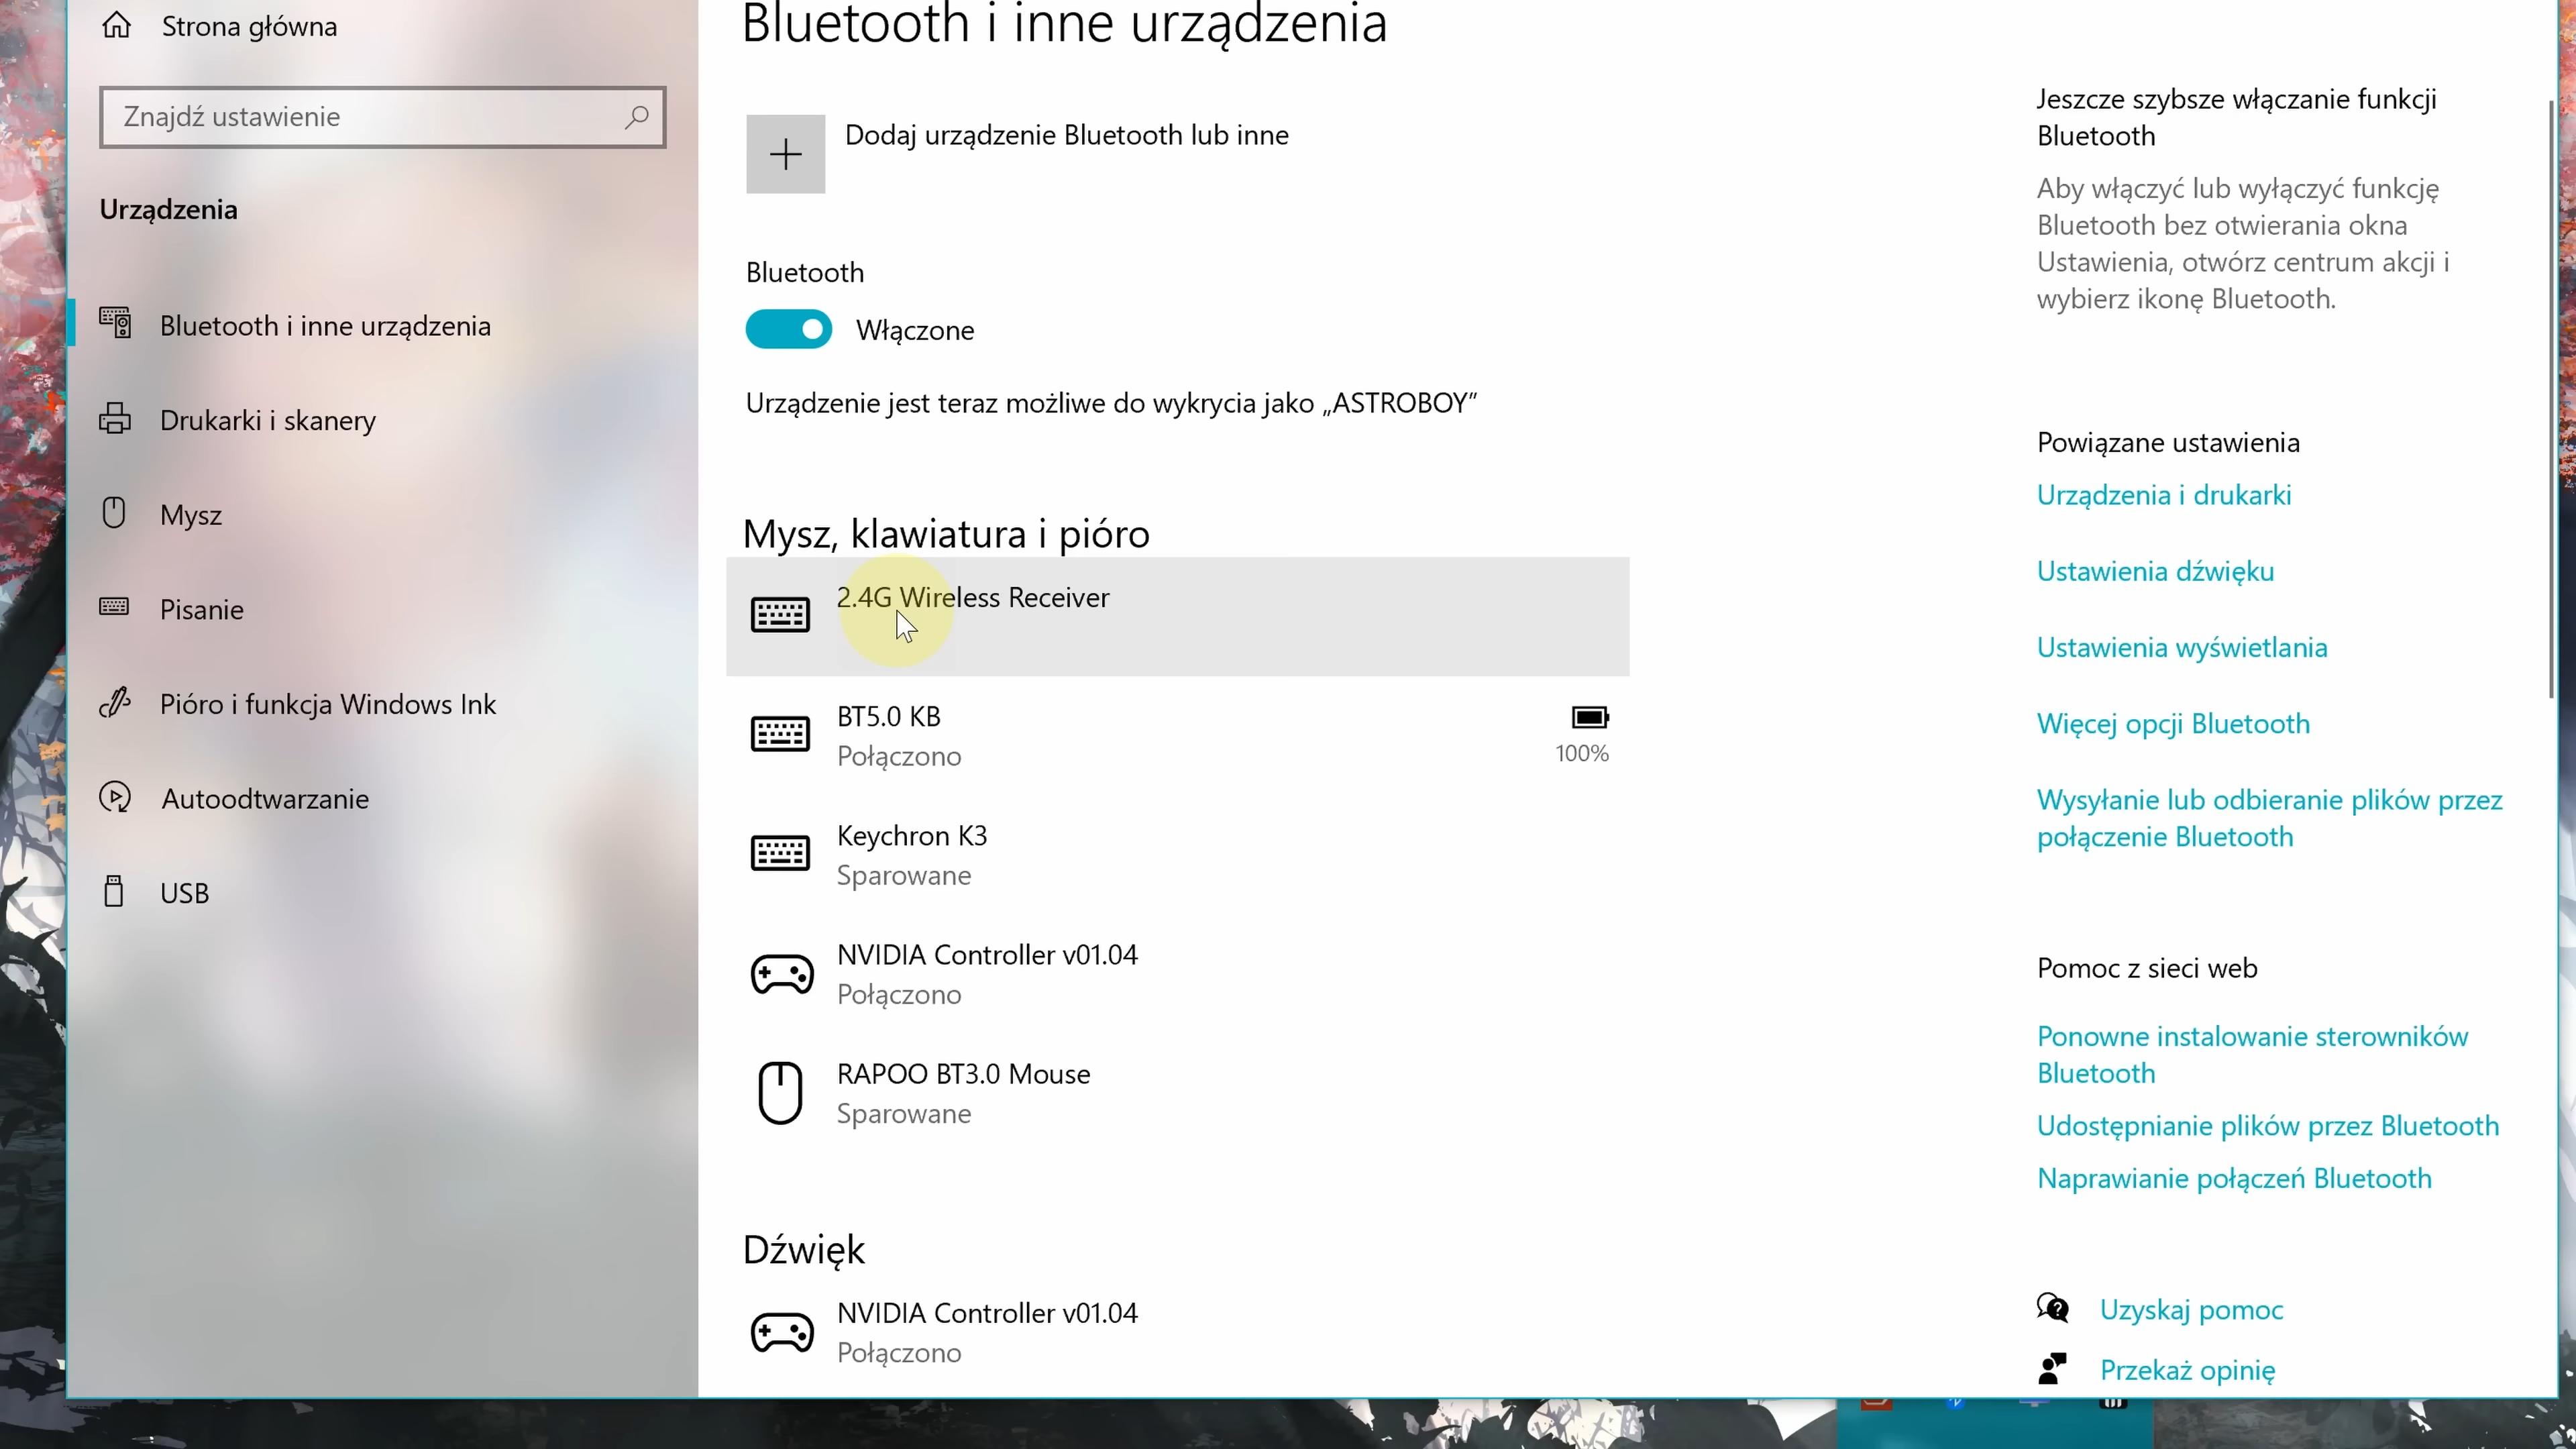 Strona główna
Znajdź ustawienie
Urządzenia
Bluetooth i inne urządzenia
Drukarki i skanery
Mysz
Pisanie
Pióro i funkcja Windows Ink
Autoodtwarzanie
USB
Bluetooth i inne urządzenia
Dodaj urządzenie Bluetooth lub inne
Bluetooth
Włączone
Urządzenie jest teraz możliwe do wykrycia jako „ASTROBOY”
Mysz, klawiatura i pióro
2.4G Wireless Receiver
BT5.0 KB
Połączono
100%
Keychron K3
Sparowane
NVIDIA Controller v01.04
Połączono
RAPOO BT3.0 Mouse
Sparowane
Dźwięk
NVIDIA Controller v01.04
Połączono
Jeszcze szybsze włączanie funkcji
Bluetooth
Aby włączyć lub wyłączyć funkcję
Bluetooth bez otwierania okna
Ustawienia, otwórz centrum akcji i
wybierz ikonę Bluetooth.
Powiązane ustawienia
Urządzenia i drukarki
Ustawienia dźwięku
Ustawienia wyświetlania
Więcej opcji Bluetooth
Wysyłanie lub odbieranie plików przez
połączenie Bluetooth
Pomoc z sieci web
Ponowne instalowanie sterowników
Bluetooth
Udostępnianie plików przez Bluetooth
Naprawianie połączeń Bluetooth
Uzyskaj pomoc
Przekaż opinię